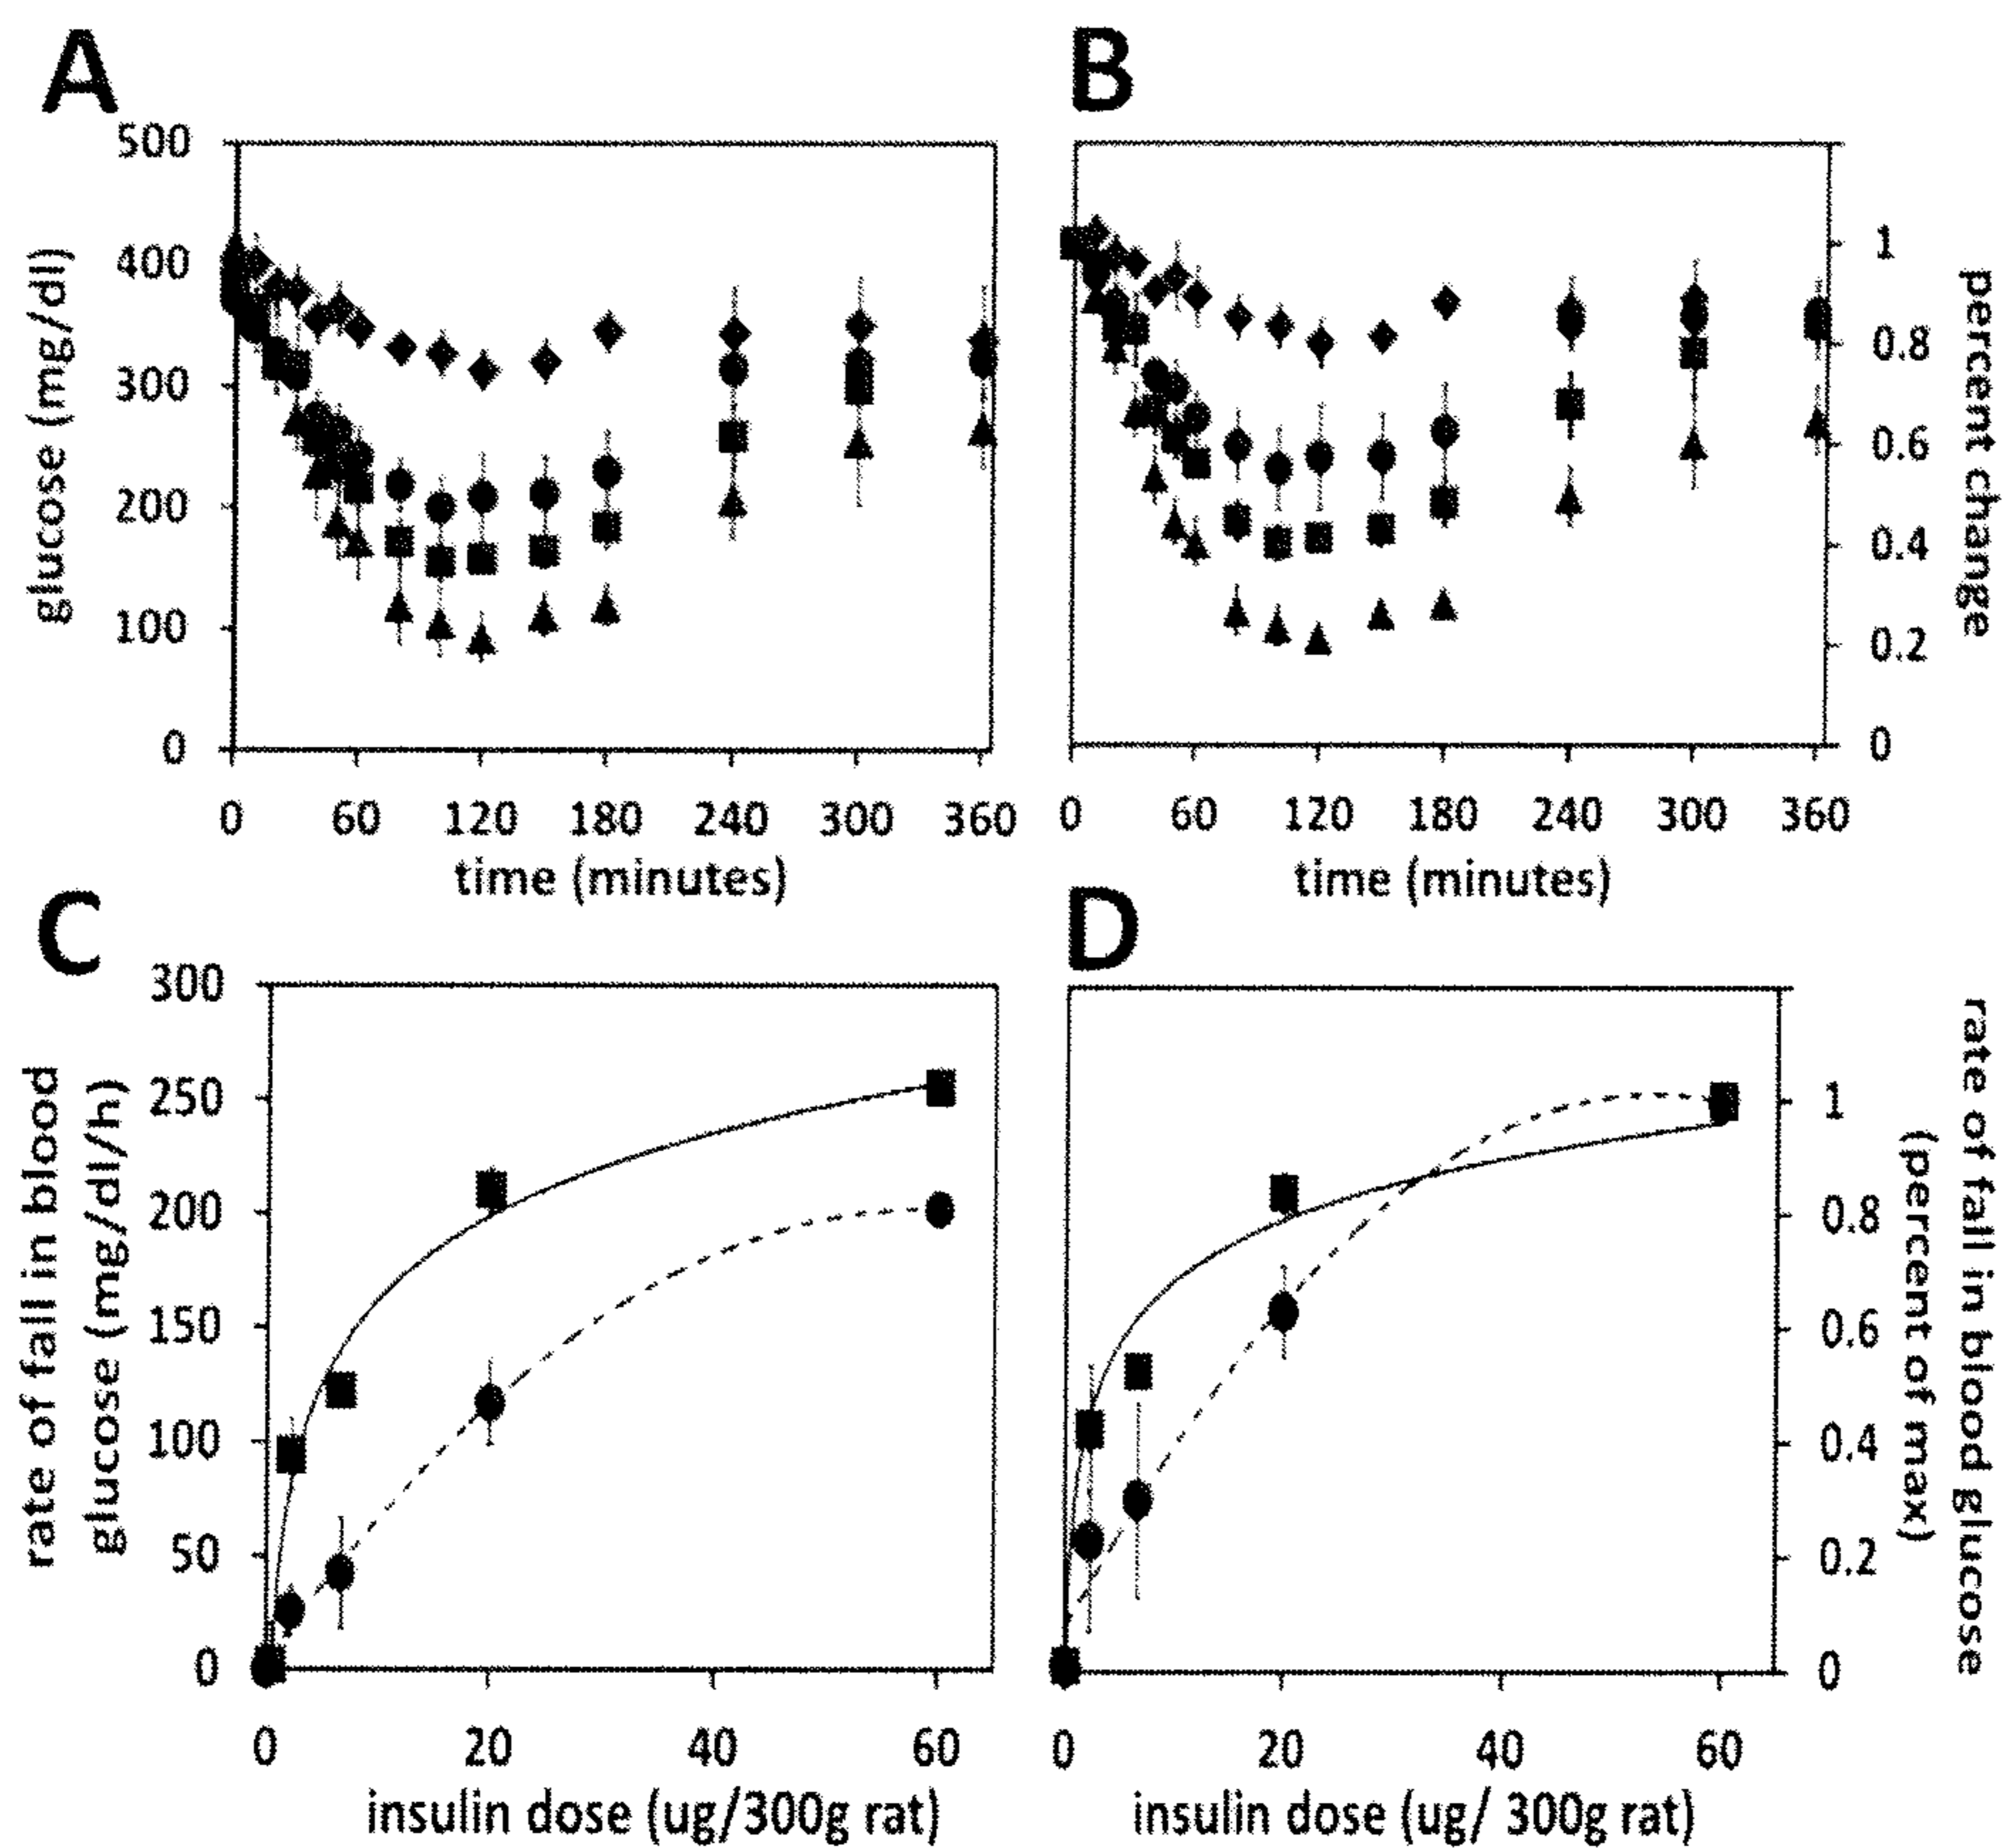 A
B
500
400
300
200
100
0
glucose (mg/dl)
0 60 120 180 240 300 360
time (minutes)
1
0.8
0.6
0.4
0.2
0
percent change
0 60 120 180 240 300 360
time (minutes)
C
D
300
250
200
150
100
50
0
rate of fall in blood
glucose (mg/dl/h)
0 20 40 60
insulin dose (ug/300g rat)
1
0.8
0.6
0.4
0.2
0
rate of fall in blood glucose
(percent of max)
0 20 40 60
insulin dose (ug/ 300g rat)